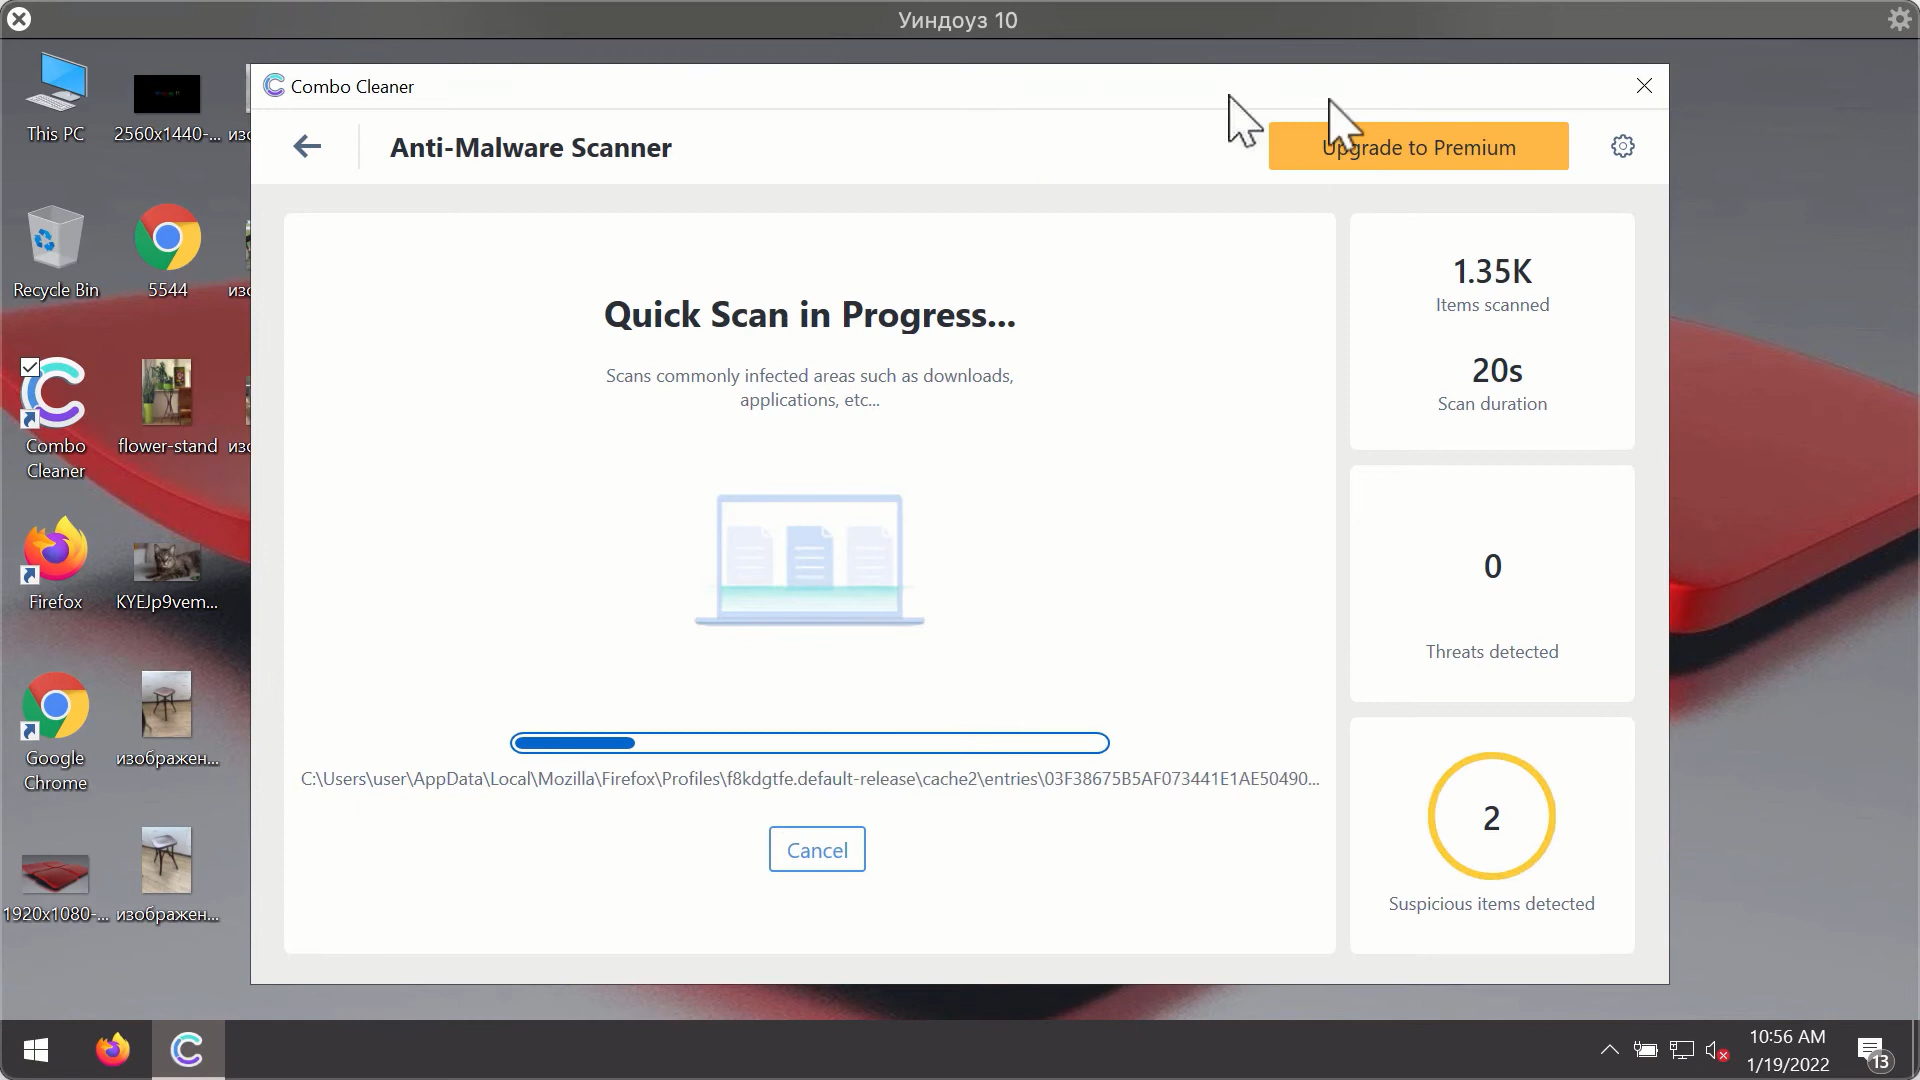 Уиндоуз 10
This PC
2560x1440-...
Recycle Bin
5544
Combo
Cleaner
flower-stand
Firefox
KYEJp9vem...
Google
Chrome
изображен...
1920x1080-...
изображен...
Combo Cleaner
Anti-Malware Scanner
Upgrade to Premium
Quick Scan in Progress...
Scans commonly infected areas such as downloads,
applications, etc...
C:\Users\user\AppData\Local\Mozilla\Firefox\Profiles\f8kdgtfe.default-release\cache2\entries\03F38675B5AF073441E1AE50490...
Cancel
1.35K
Items scanned
20s
Scan duration
0
Threats detected
2
Suspicious items detected
10:56 AM
1/19/2022
13